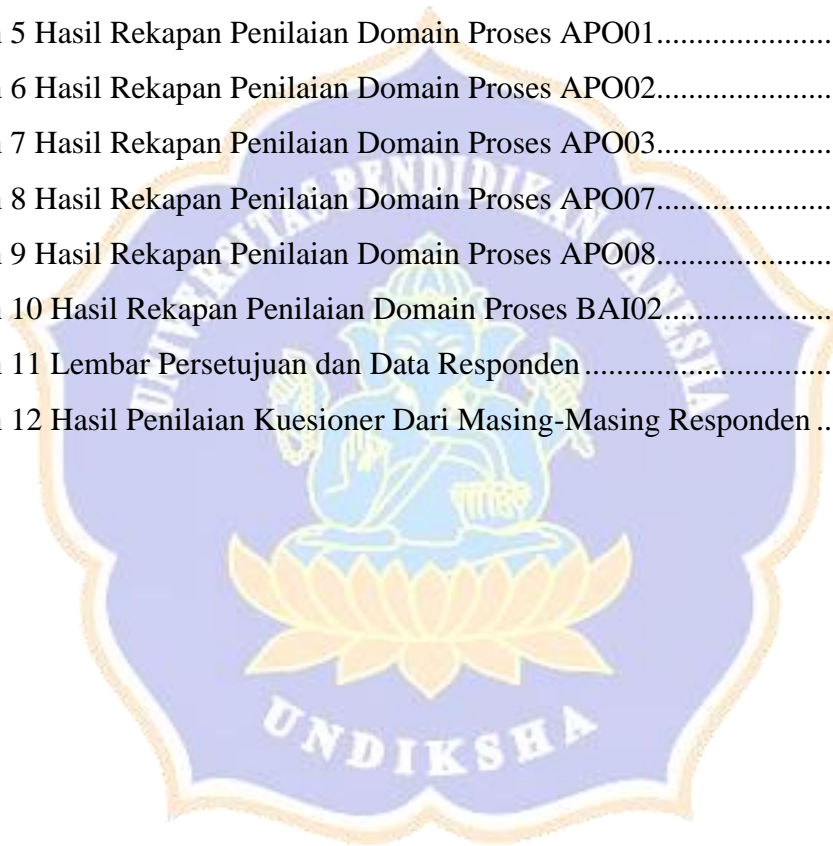 n 5 Hasil Rekapan Penilaian Domain Proses APO01.....................
n 6 Hasil Rekapan Penilaian Domain Proses APO02.....................
n 7 Hasil Rekapan Penilaian Domain Proses APO03.....................
n 8 Hasil Rekapan Penilaian Domain Proses APO07.....................
n 9 Hasil Rekapan Penilaian Domain Proses APO08.....................
n 10 Hasil Rekapan Penilaian Domain Proses BAI02....................
n 11 Lembar Persetujuan dan Data Responden..............................
n 12 Hasil Penilaian Kuesioner Dari Masing-Masing Responden ..
UNIVERSITAS PENDIDIKAN GANESHA
UNDIKSHA